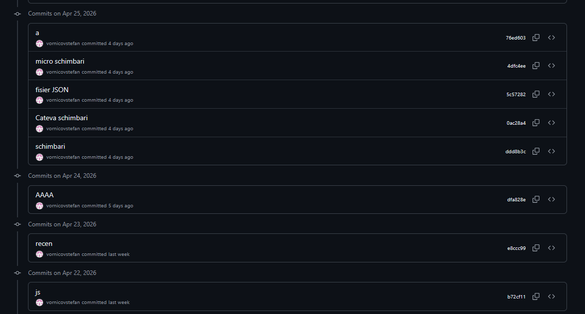 Commits on Apr 25, 2026
a
vornicovstefan committed 4 days ago
76ed603
micro schimbari
vornicovstefan committed 4 days ago
4dfc4ee
fisier JSON
vornicovstefan committed 4 days ago
5c57282
Cateva schimbari
vornicovstefan committed 4 days ago
0ac28a4
schimbari
vornicovstefan committed 4 days ago
ddd8b3c
Commits on Apr 24, 2026
AAAA
vornicovstefan committed 5 days ago
dfa828e
Commits on Apr 23, 2026
recen
vornicovstefan committed last week
e8ccc99
Commits on Apr 22, 2026
js
vornicovstefan committed last week
b72cf11